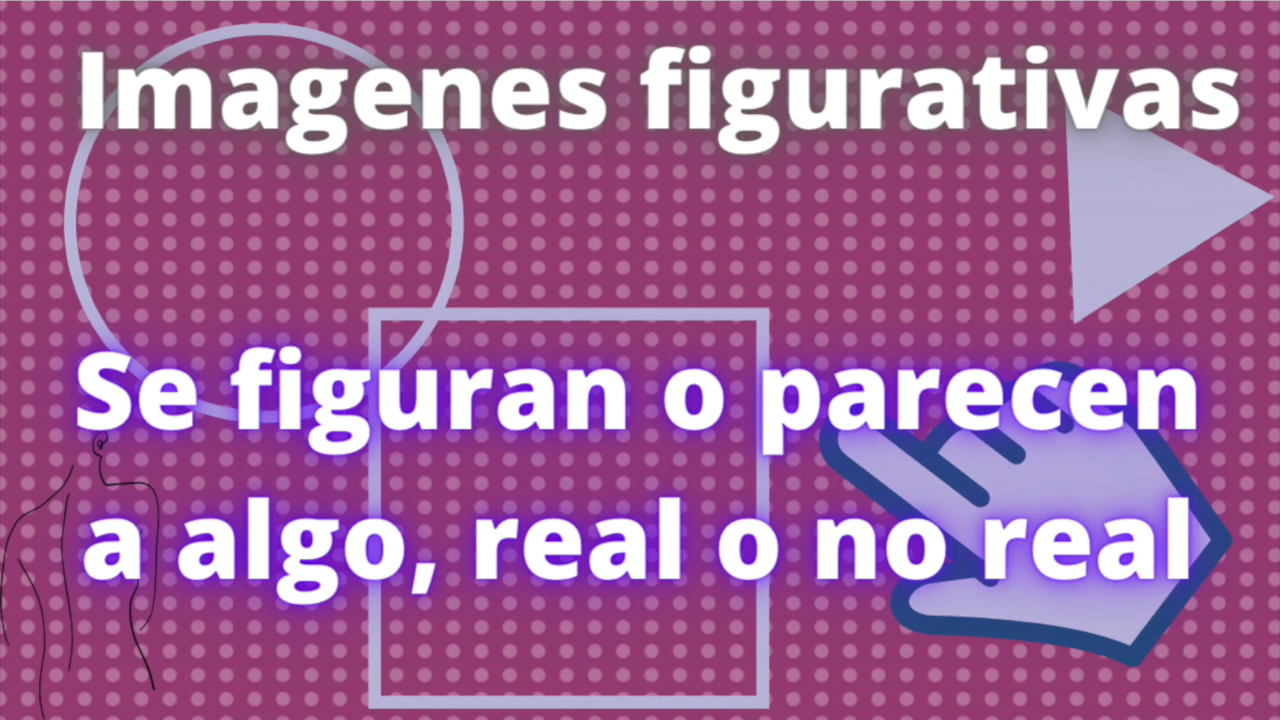 Imagenes figurativas
Se figuran o parecen
a algo, real o no real